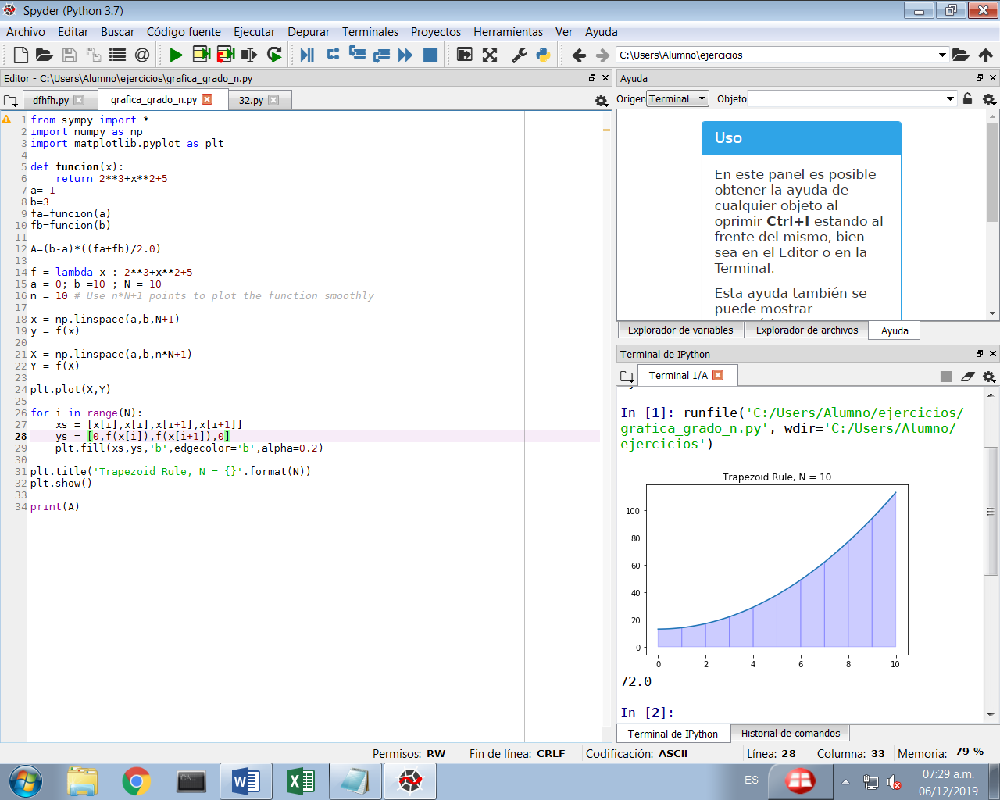 Spyder (Python 3.7)
Archivo Editar Buscar Código fuente Ejecutar Depurar Terminales Proyectos Herramientas Ver Ayuda
C:\Users\Alumno\ejercicios
Editor - C:\Users\Alumno\ejercicios\grafica_grado_n.py
dfhfh.py grafica_grado_n.py 32.py
1 from sympy import *
2 import numpy as np
3 import matplotlib.pyplot as plt
4
5 def funcion(x):
6     return 2**3+x**2+5
7 a=-1
8 b=3
9 fa=funcion(a)
10 fb=funcion(b)
11
12 A=(b-a)*((fa+fb)/2.0)
13
14 f = lambda x : 2**3+x**2+5
15 a = 0; b =10 ; N = 10
16 n = 10 # Use n*N+1 points to plot the function smoothly
17
18 x = np.linspace(a,b,N+1)
19 y = f(x)
20
21 X = np.linspace(a,b,n*N+1)
22 Y = f(X)
23
24 plt.plot(X,Y)
25
26 for i in range(N):
27     xs = [x[i],x[i],x[i+1],x[i+1]]
28     ys = [0,f(x[i]),f(x[i+1]),0]
29     plt.fill(xs,ys,'b',edgecolor='b',alpha=0.2)
30
31 plt.title('Trapezoid Rule, N = {}'.format(N))
32 plt.show()
33
34 print(A)
Ayuda
Origen Terminal Objeto
Uso
En este panel es posible
obtener la ayuda de
cualquier objeto al
oprimir Ctrl+I estando al
frente del mismo, bien
sea en el Editor o en la
Terminal.
Esta ayuda también se
puede mostrar
Explorador de variables Explorador de archivos Ayuda
Terminal de IPython
Terminal 1/A
In [1]: runfile('C:/Users/Alumno/ejercicios/
grafica_grado_n.py', wdir='C:/Users/Alumno/
ejercicios')
Trapezoid Rule, N = 10
100
80
60
40
20
0
0 2 4 6 8 10
72.0
In [2]:
Terminal de IPython Historial de comandos
Permisos: RW Fin de línea: CRLF Codificación: ASCII Línea: 28 Columna: 33 Memoria: 79 %
ES
07:29 a.m.
06/12/2019